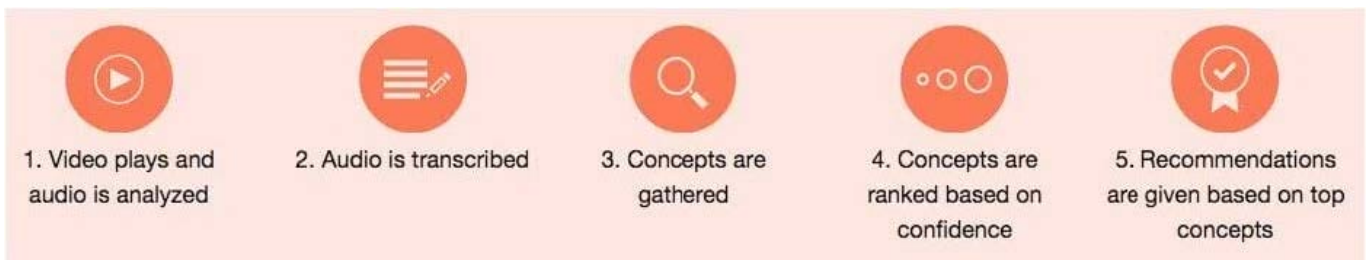 1. Video plays and
audio is analyzed
2. Audio is transcribed
3. Concepts are
gathered
4. Concepts are
ranked based on
confidence
5. Recommendations
are given based on top
concepts